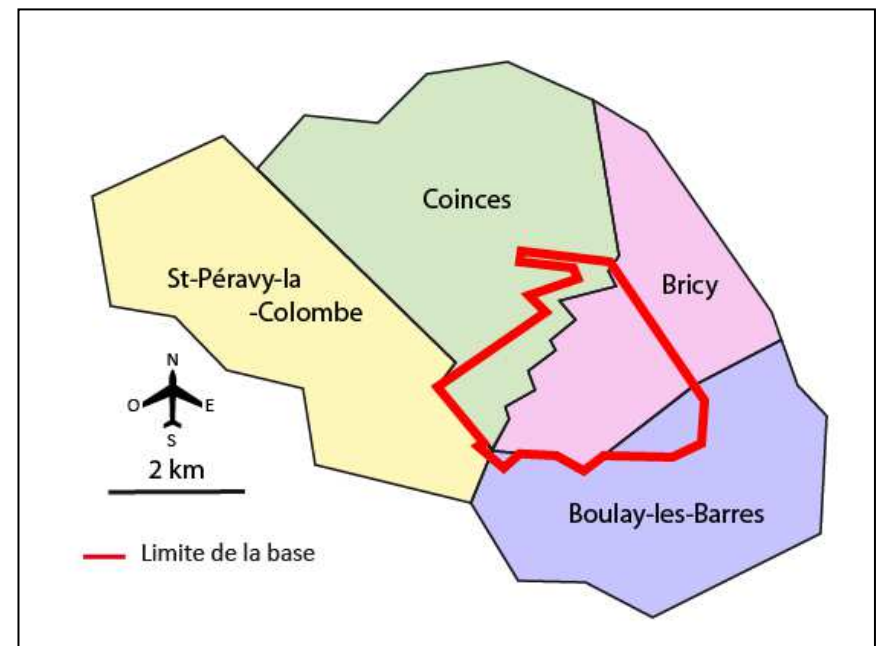 Coinces
St-Péravy-la
-Colombe
Bricy
N
O
E
S
2 km
Boulay-les-Barres
Limite de la base